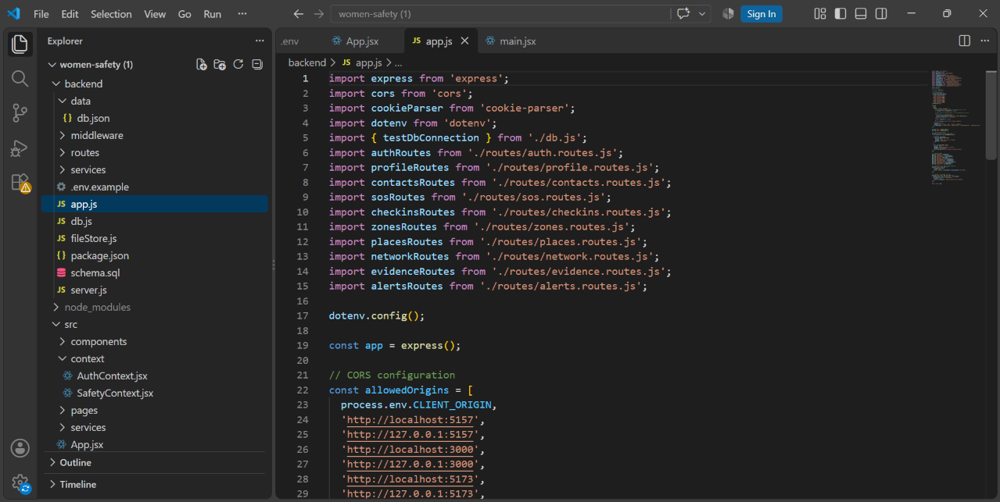 File Edit Selection View Go Run ···
women-safety (1)
Sign In
Explorer
.env
App.jsx
JS app.js
main.jsx
women-safety (1)
backend
data
{} db.json
middleware
routes
services
.env.example
JS app.js
JS db.js
JS fileStore.js
{} package.json
schema.sql
JS server.js
node_modules
src
components
context
AuthContext.jsx
SafetyContext.jsx
pages
services
App.jsx
Outline
Timeline
backend > JS app.js > ...
1 import express from 'express';
2 import cors from 'cors';
3 import cookieParser from 'cookie-parser';
4 import dotenv from 'dotenv';
5 import { testDbConnection } from './db.js';
6 import authRoutes from './routes/auth.routes.js';
7 import profileRoutes from './routes/profile.routes.js';
8 import contactsRoutes from './routes/contacts.routes.js';
9 import sosRoutes from './routes/sos.routes.js';
10 import checkinsRoutes from './routes/checkins.routes.js';
11 import zonesRoutes from './routes/zones.routes.js';
12 import placesRoutes from './routes/places.routes.js';
13 import networkRoutes from './routes/network.routes.js';
14 import evidenceRoutes from './routes/evidence.routes.js';
15 import alertsRoutes from './routes/alerts.routes.js';
16
17 dotenv.config();
18
19 const app = express();
20
21 // CORS configuration
22 const allowedOrigins = [
23 process.env.CLIENT_ORIGIN,
24 'http://localhost:5157',
25 'http://127.0.0.1:5157',
26 'http://localhost:3000',
27 'http://127.0.0.1:3000',
28 'http://localhost:5173',
29 'http://127.0.0.1:5173',